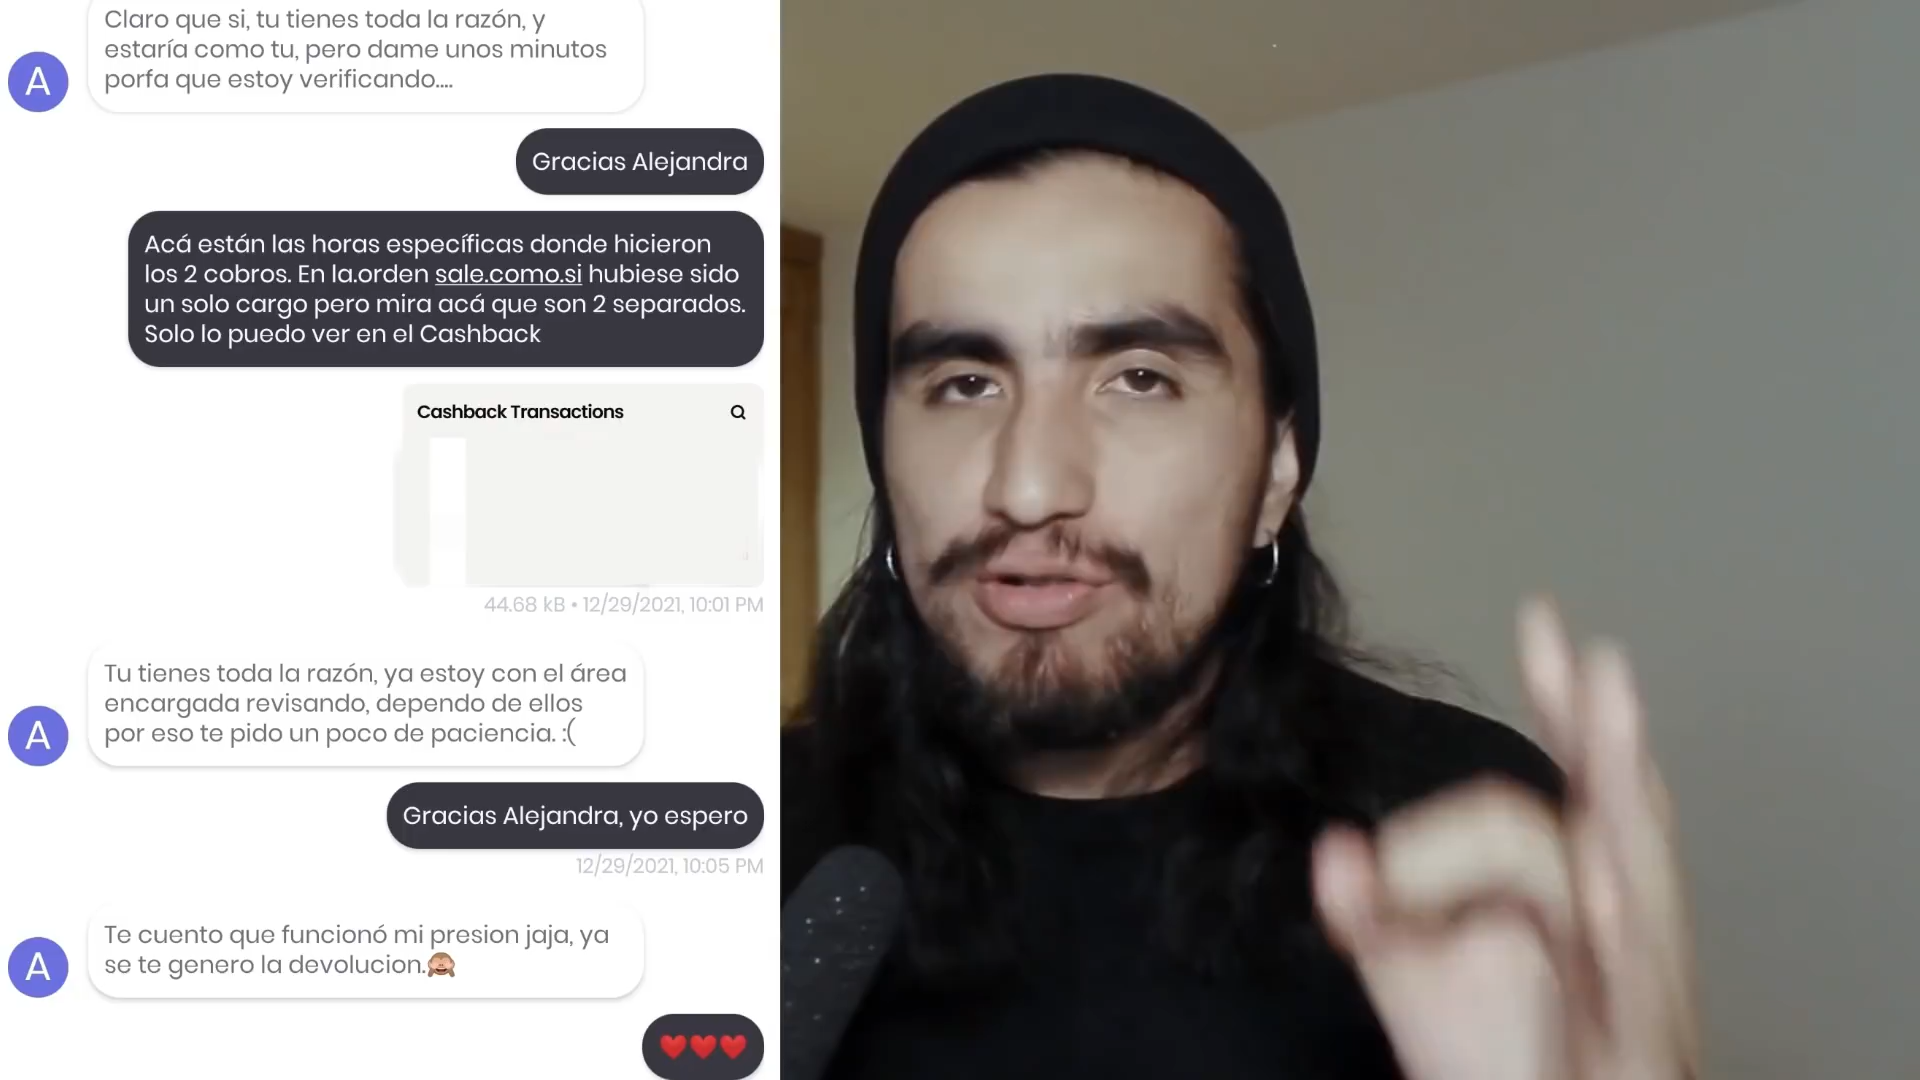 Claro que si, tu tienes toda la razón, y
estaría como tu, pero dame unos minutos
porfa que estoy verificando....
A
Gracias Alejandra
Acá están las horas específicas donde hicieron
los 2 cobros. En la.orden sale.como.si hubiese sido
un solo cargo pero mira acá que son 2 separados.
Solo lo puedo ver en el Cashback
Cashback Transactions
44.68 kB • 12/29/2021, 10:01 PM
Tu tienes toda la razón, ya estoy con el área
encargada revisando, dependo de ellos
por eso te pido un poco de paciencia. :(
A
Gracias Alejandra, yo espero
12/29/2021, 10:05 PM
Te cuento que funcionó mi presion jaja, ya
se te genero la devolucion.🙈
A
❤️❤️❤️